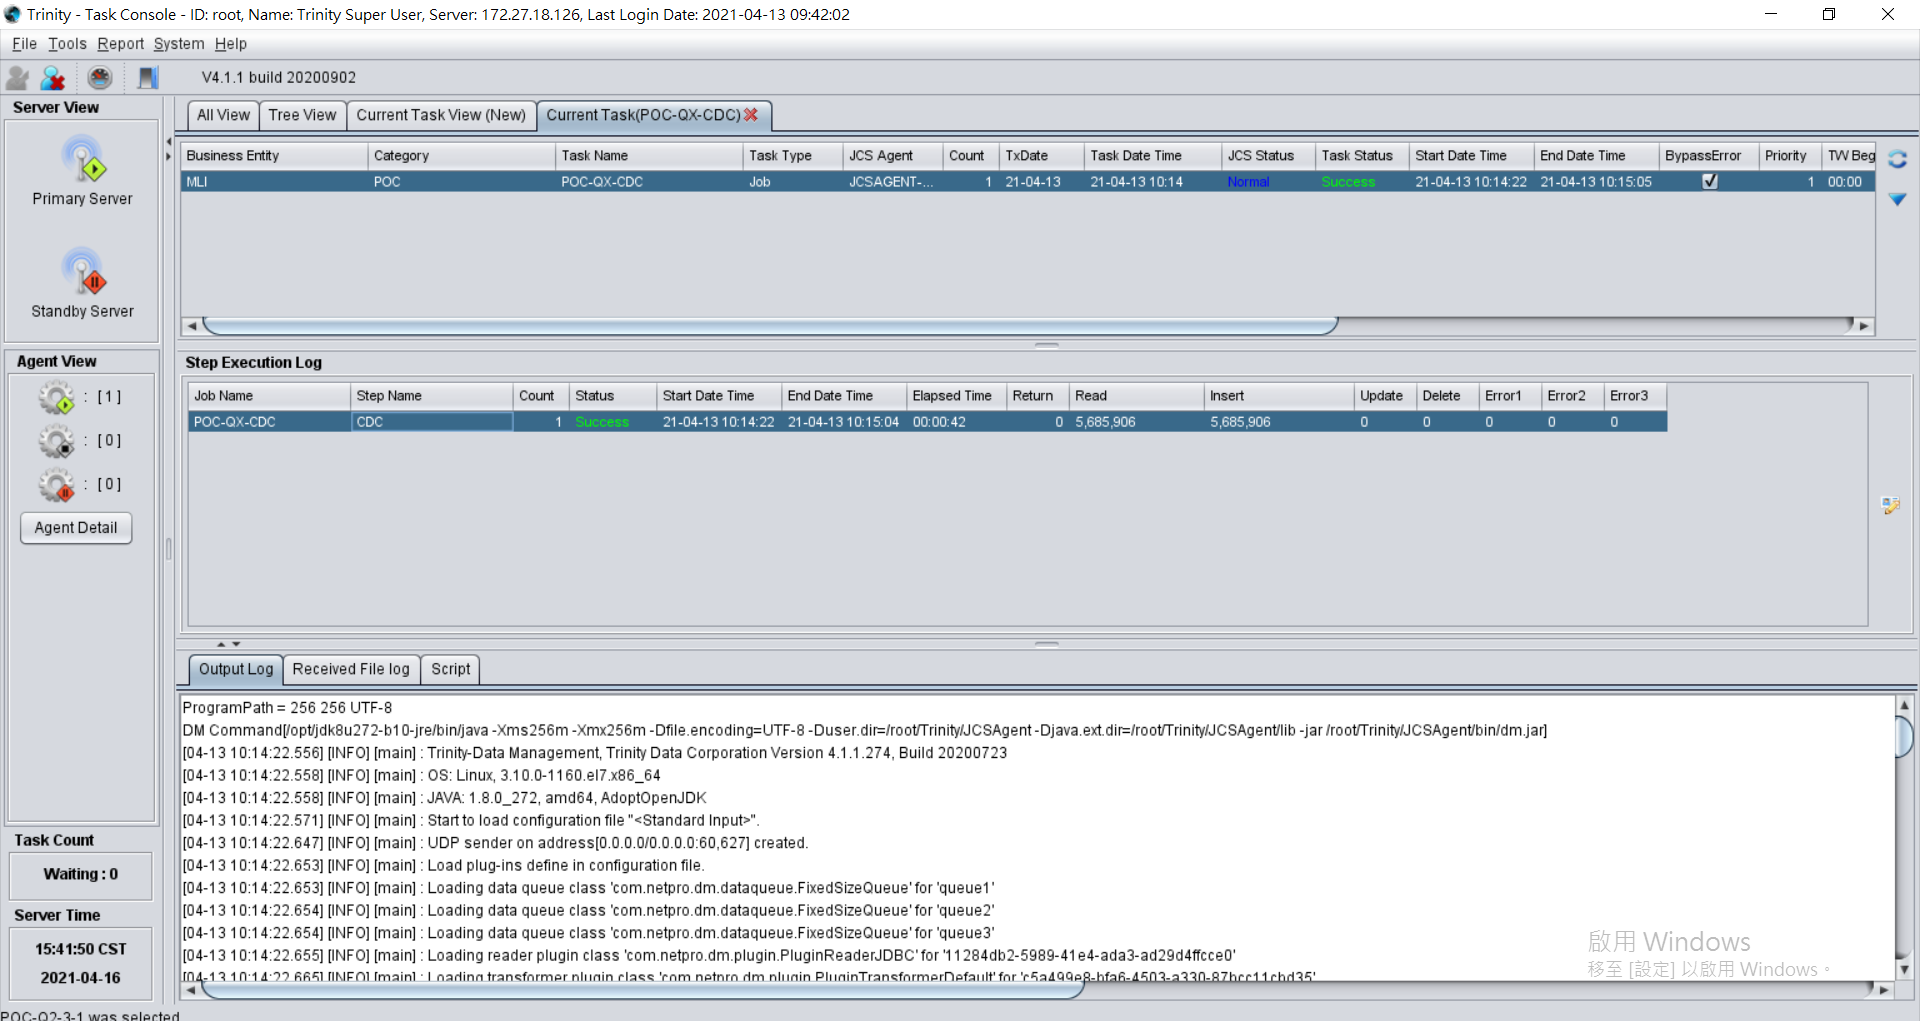 Trinity - Task Console - ID: root, Name: Trinity Super User, Server: 172.27.18.126, Last Login Date: 2021-04-13 09:42:02
File Tools Report System Help
V4.1.1 build 20200902
Server View
Primary Server
Standby Server
Agent View
: [ 1 ]
: [ 0 ]
: [ 0 ]
Agent Detail
Task Count
Waiting : 0
Server Time
15:41:50 CST
2021-04-16
All View Tree View Current Task View (New) Current Task(POC-QX-CDC)
Business Entity Category Task Name Task Type JCS Agent Count TxDate Task Date Time JCS Status Task Status Start Date Time End Date Time BypassError Priority TW Beg
MLI POC POC-QX-CDC Job JCSAGENT-... 1 21-04-13 21-04-13 10:14 Normal Success 21-04-13 10:14:22 21-04-13 10:15:05 1 00:00
Step Execution Log
Job Name Step Name Count Status Start Date Time End Date Time Elapsed Time Return Read Insert Update Delete Error1 Error2 Error3
POC-QX-CDC CDC 1 Success 21-04-13 10:14:22 21-04-13 10:15:04 00:00:42 0 5,685,906 5,685,906 0 0 0 0 0
Output Log Received File log Script
ProgramPath = 256 256 UTF-8
DM Command[/opt/jdk8u272-b10-jre/bin/java -Xms256m -Xmx256m -Dfile.encoding=UTF-8 -Duser.dir=/root/Trinity/JCSAgent -Djava.ext.dir=/root/Trinity/JCSAgent/lib -jar /root/Trinity/JCSAgent/bin/dm.jar]
[04-13 10:14:22.556] [INFO] [main] : Trinity-Data Management, Trinity Data Corporation Version 4.1.1.274, Build 20200723
[04-13 10:14:22.558] [INFO] [main] : OS: Linux, 3.10.0-1160.el7.x86_64
[04-13 10:14:22.558] [INFO] [main] : JAVA: 1.8.0_272, amd64, AdoptOpenJDK
[04-13 10:14:22.571] [INFO] [main] : Start to load configuration file "<Standard Input>".
[04-13 10:14:22.647] [INFO] [main] : UDP sender on address[0.0.0.0/0.0.0.0:60,627] created.
[04-13 10:14:22.653] [INFO] [main] : Load plug-ins define in configuration file.
[04-13 10:14:22.653] [INFO] [main] : Loading data queue class 'com.netpro.dm.dataqueue.FixedSizeQueue' for 'queue1'
[04-13 10:14:22.654] [INFO] [main] : Loading data queue class 'com.netpro.dm.dataqueue.FixedSizeQueue' for 'queue2'
[04-13 10:14:22.654] [INFO] [main] : Loading data queue class 'com.netpro.dm.dataqueue.FixedSizeQueue' for 'queue3'
[04-13 10:14:22.655] [INFO] [main] : Loading reader plugin class 'com.netpro.dm.plugin.PluginReaderJDBC' for '11284db2-5989-41e4-ada3-ad29d4ffcce0'
[04-13 10:14:22.665] [INFO] [main] : Loading transformer plugin class 'com.netpro.dm.plugin.PluginTransformerDefault' for 'c5a499e8-bfa6-4503-a330-87bcc11cbd35'
啟用 Windows
移至 [設定] 以啟用 Windows。
POC-Q2-3-1 was selected